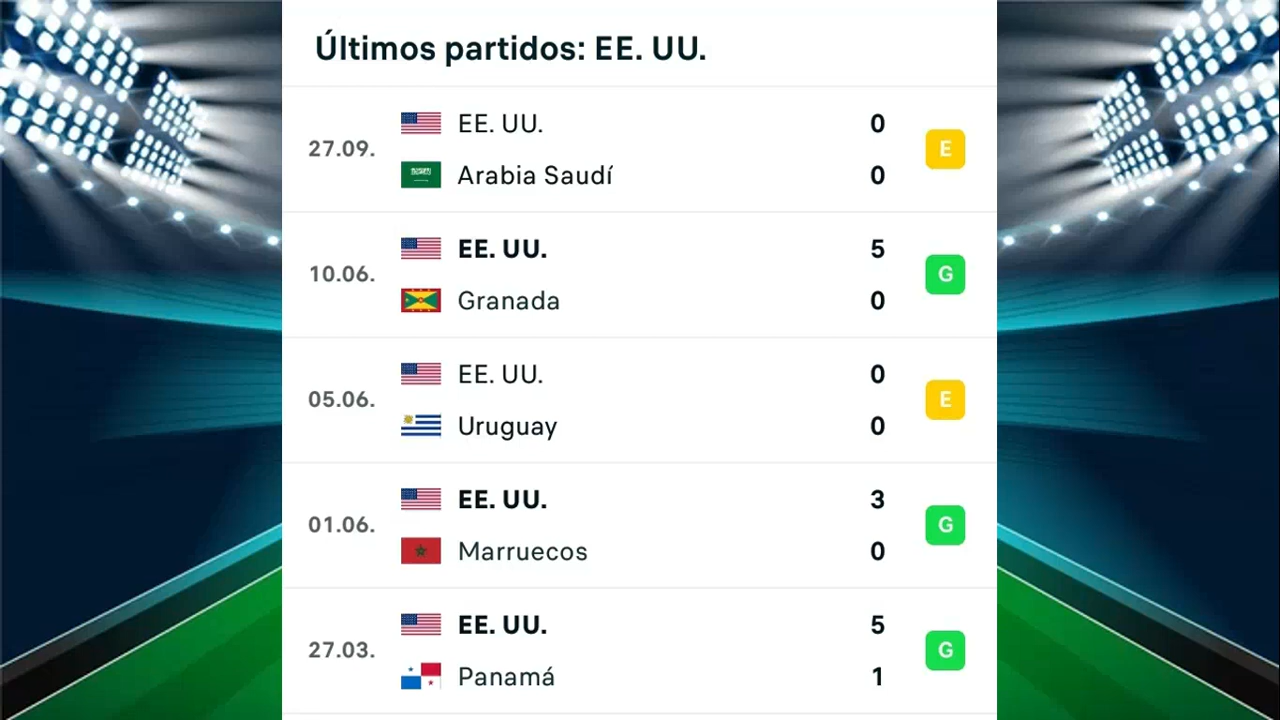 Últimos partidos: EE. UU.
27.09.
EE. UU. 0
Arabia Saudí 0
E
10.06.
EE. UU. 5
Granada 0
G
05.06.
EE. UU. 0
Uruguay 0
E
01.06.
EE. UU. 3
Marruecos 0
G
27.03.
EE. UU. 5
Panamá 1
G